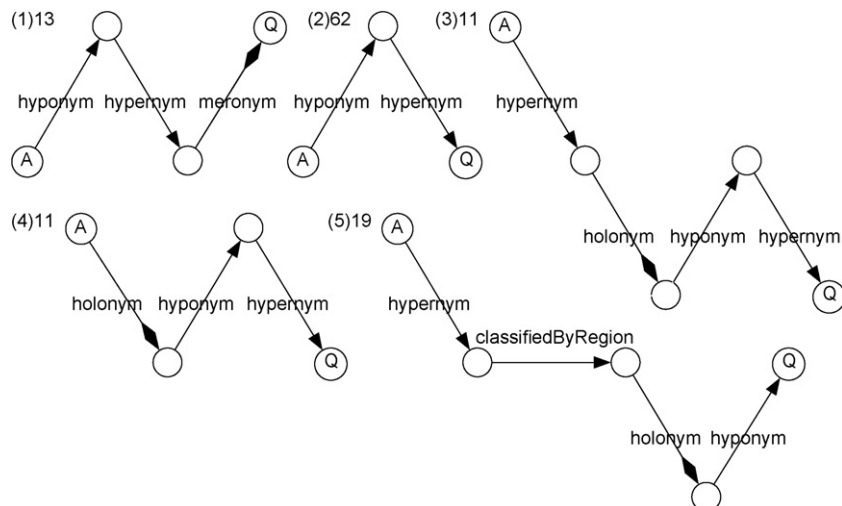 (1)13
Q
(2)62
(3)11
A
hyponym
hypernym
meronym
hyponym
hypernym
hypernym
A
A
Q
(4)11
A
(5)19
A
holonym
hyponym
hypernym
holonym
hyponym
hypernym
hypernym
Q
classifiedByRegion
Q
Q
holonym
hyponym